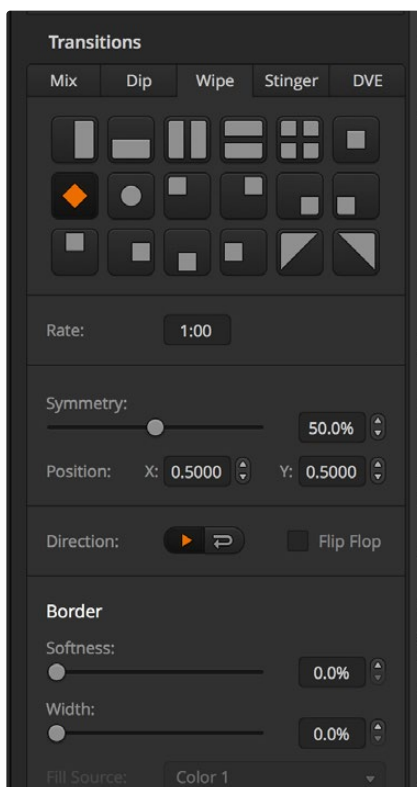 Transitions
Mix Dip Wipe Stinger DVE
Rate: 1:00
Symmetry:
50.0%
Position: X: 0.5000 Y: 0.5000
Direction: Flip Flop
Border
Softness:
0.0%
Width:
0.0%
Fill Source: Color 1